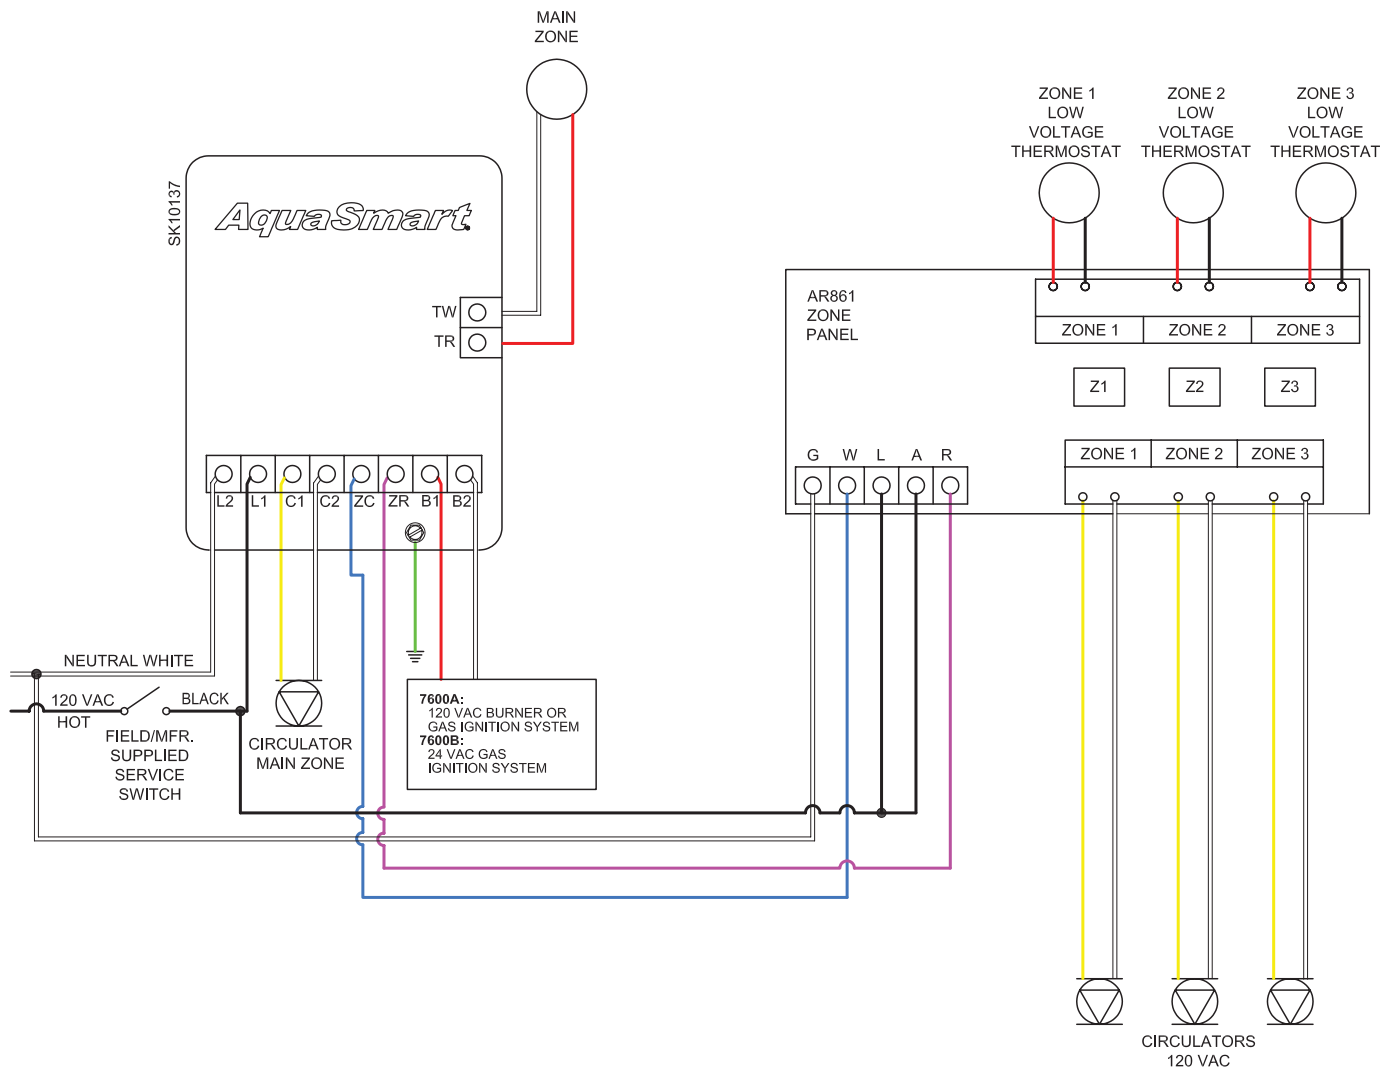 MAIN
ZONE
ZONE 1
LOW
VOLTAGE
THERMOSTAT
ZONE 2
LOW
VOLTAGE
THERMOSTAT
ZONE 3
LOW
VOLTAGE
THERMOSTAT
SK10137
AquaSmart
TW
TR
AR861
ZONE
PANEL
ZONE 1
ZONE 2
ZONE 3
Z1
Z2
Z3
ZONE 1
ZONE 2
ZONE 3
G W L A R
L2 L1 C1 C2 ZC ZR B1 B2
NEUTRAL WHITE
120 VAC
HOT
BLACK
FIELD/MFR.
SUPPLIED
SERVICE
SWITCH
CIRCULATOR
MAIN ZONE
7600A:
120 VAC BURNER OR
GAS IGNITION SYSTEM
7600B:
24 VAC GAS
IGNITION SYSTEM
CIRCULATORS
120 VAC